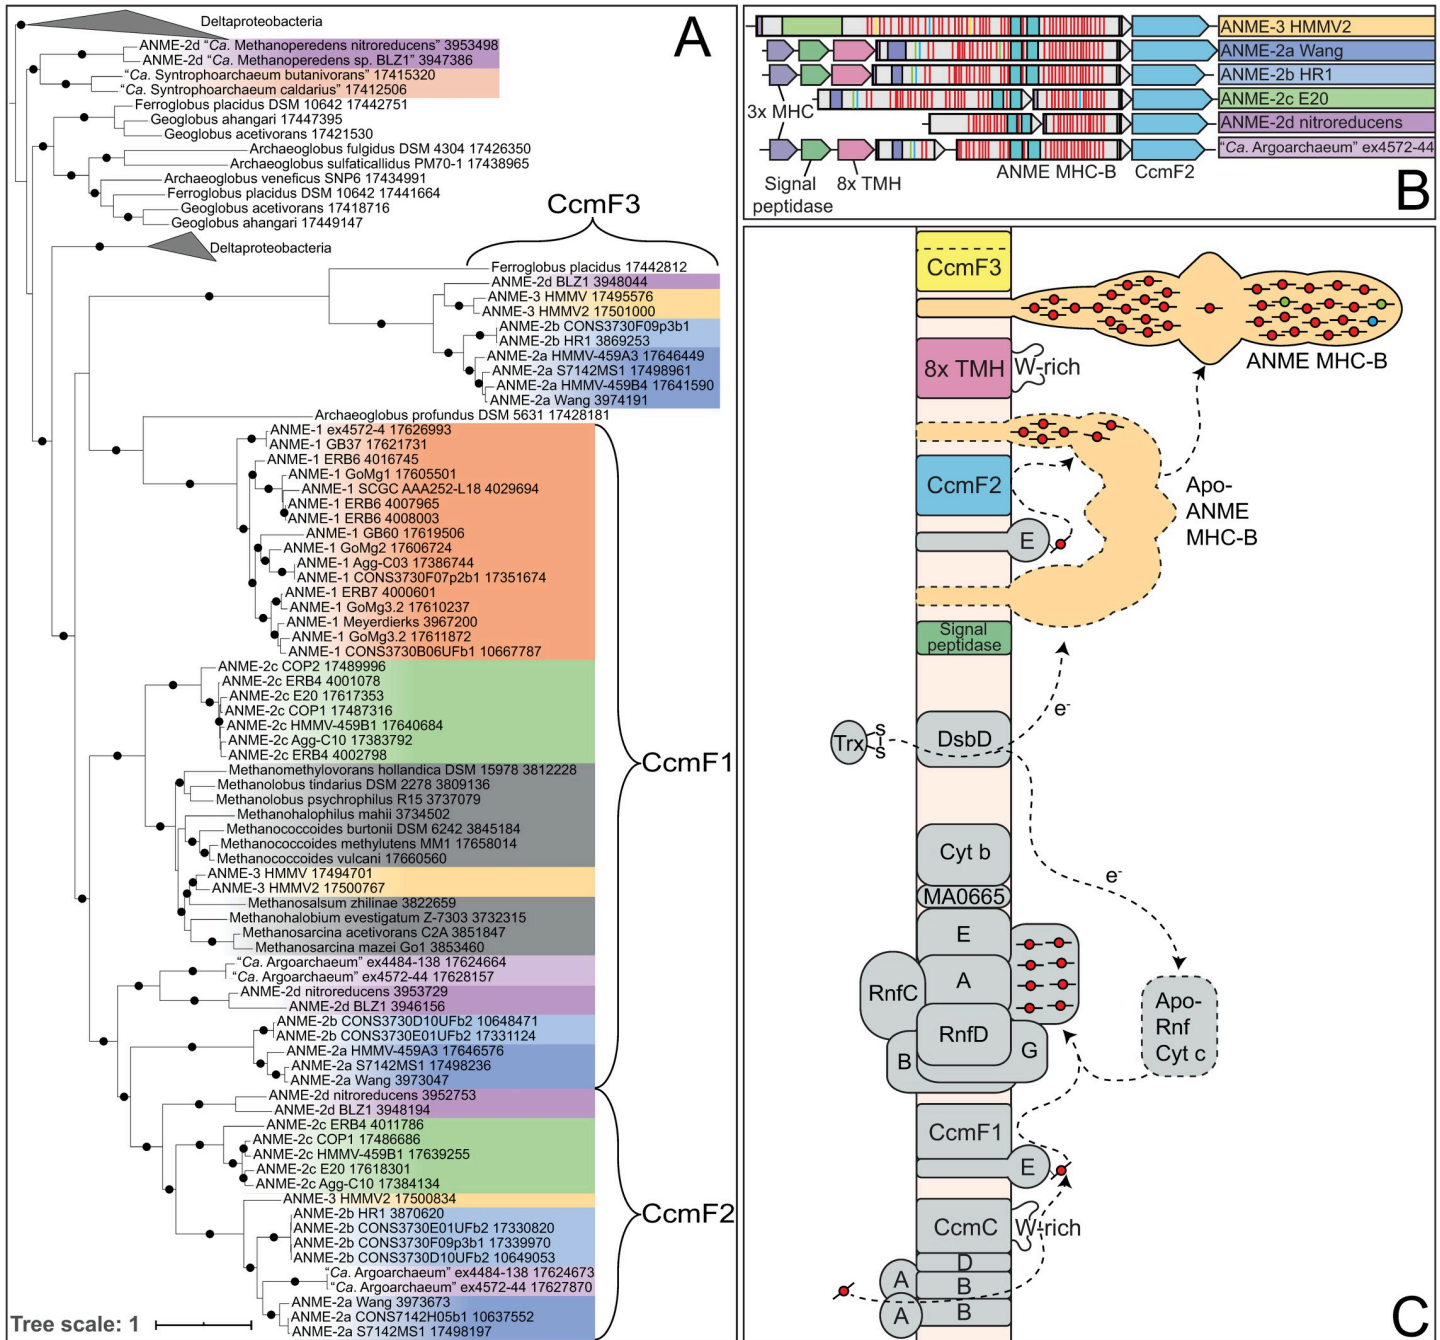 A
Deltaproteobacteria
ANME-2d “Ca. Methanoperedens nitroreducens” 3953498
ANME-2d “Ca. Methanoperedens sp. BLZ1” 3947386
“Ca. Syntrophoarchaeum butanivorans” 17415320
“Ca. Syntrophoarchaeum caldarius” 17412506
Ferroglobus placidus DSM 10642 17442751
Geoglobus ahangari 17447395
Geoglobus acetivorans 17421530
Archaeoglobus fulgidus DSM 4304 17426350
Archaeoglobus sulfaticallidus PM70-1 17438965
Archaeoglobus veneficus SNP6 17434991
Ferroglobus placidus DSM 10642 17441664
Geoglobus acetivorans 17418716
Geoglobus ahangari 17449147
Deltaproteobacteria
CcmF3
Ferroglobus placidus 17442812
ANME-2d BLZ1 3948044
ANME-3 HMMV 17495576
ANME-3 HMMV2 17501000
ANME-2b CONS3730F09p3b1
ANME-2b HR1 3869253
ANME-2a HMMV-459A3 17646449
ANME-2a S7142MS1 17498961
ANME-2a HMMV-459B4 17641590
ANME-2a Wang 3974191
Archaeoglobus profundus DSM 5631 17428181
ANME-1 ex4572-4 17626993
ANME-1 GB37 17621731
ANME-1 ERB6 4016745
ANME-1 GoMg1 17605501
ANME-1 SCGC AAA252-L18 4029694
ANME-1 ERB6 4007965
ANME-1 ERB6 4008003
ANME-1 GB60 17619506
ANME-1 GoMg2 17606724
ANME-1 Agg-C03 17386744
ANME-1 CONS3730F07p2b1 17351674
ANME-1 ERB7 4000601
ANME-1 GoMg3.2 17610237
ANME-1 Meyerdierks 3967200
ANME-1 GoMg3.2 17611872
ANME-1 CONS3730B06UFb1 10667787
ANME-2c COP2 17489996
ANME-2c ERB4 4001078
ANME-2c E20 17617353
ANME-2c COP1 17487316
ANME-2c HMMV-459B1 17640684
ANME-2c Agg-C10 17383792
ANME-2c ERB4 4002798
CcmF1
Methanomethylovorans hollandica DSM 15978 3812228
Methanolobus tindarius DSM 2278 3809136
Methanolobus psychrophilus R15 3737079
Methanohalophilus mahii 3734502
Methanococcoides burtonii DSM 6242 3845184
Methanococcoides methylutens MM1 17658014
Methanococcoides vulcani 17660560
ANME-3 HMMV 17494701
ANME-3 HMMV2 17500767
Methanosalsum zhilinae 3822659
Methanohalobium evestigatum Z-7303 3732315
Methanosarcina acetivorans C2A 3851847
Methanosarcina mazei Go1 3853460
“Ca. Argoarchaeum” ex4484-138 17624664
“Ca. Argoarchaeum” ex4572-44 17628157
ANME-2d nitroreducens 3953729
ANME-2d BLZ1 3946156
ANME-2b CONS3730D10UFb2 10648471
ANME-2b CONS3730E01UFb2 17331124
ANME-2a HMMV-459A3 17646576
ANME-2a S7142MS1 17498236
ANME-2a Wang 3973047
ANME-2d nitroreducens 3952753
ANME-2d BLZ1 3948194
ANME-2c ERB4 4011786
ANME-2c COP1 17486686
ANME-2c HMMV-459B1 17639255
ANME-2c E20 17618301
ANME-2c Agg-C10 17384134
ANME-3 HMMV2 17500834
CcmF2
ANME-2b HR1 3870620
ANME-2b CONS3730E01UFb2 17330820
ANME-2b CONS3730F09p3b1 17339970
ANME-2b CONS3730D10UFb2 10649053
“Ca. Argoarchaeum” ex4484-138 17624673
“Ca. Argoarchaeum” ex4572-44 17627870
ANME-2a Wang 3973673
ANME-2a CONS7142H05b1 10637552
ANME-2a S7142MS1 17498197
Tree scale: 1
ANME-3 HMMV2
ANME-2a Wang
ANME-2b HR1
ANME-2c E20
3x MHC
ANME-2d nitroreducens
“Ca. Argoarchaeum” ex4572-44
Signal
peptidase
8x TMH
ANME MHC-B
CcmF2
B
CcmF3
ANME MHC-B
8x TMH
W-rich
CcmF2
Apo-
ANME
MHC-B
E
Signal
peptidase
e-
Trx
S
S
DsbD
Cyt b
e-
MA0665
E
RnfC
A
Apo-
Rnf
Cyt c
RnfD
B
G
CcmF1
E
CcmC
W-rich
D
A
B
A
B
C